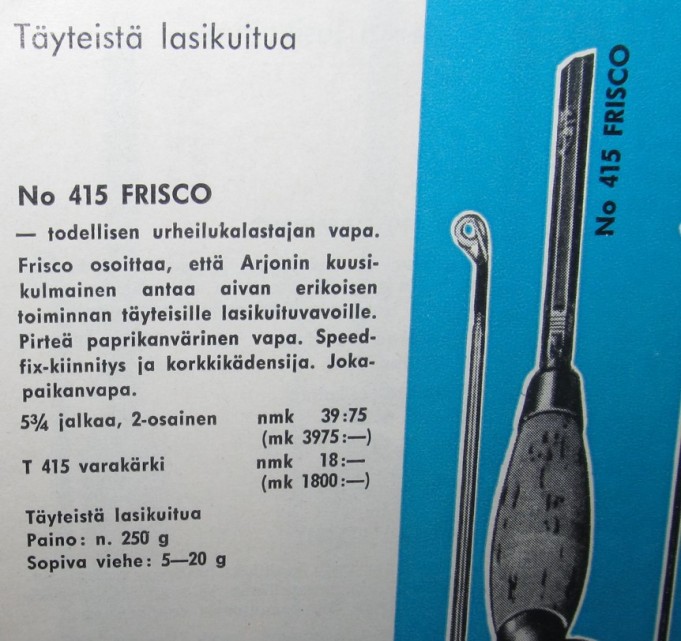 Täyteistä lasikuitua
No 415 FRISCO
— todellisen urheilukalastajan vapa.
Frisco osoittaa, että Arjonin kuusi-
kulmainen antaa aivan erikoisen
toiminnan täyteisille lasikuituvavoille.
Pirteä paprikanvärinen vapa. Speed-
fix-kiinnitys ja korkkikädensija. Joka-
paikanvapa.
5¾ jalkaa, 2-osainen nmk 39:75
(mk 3975:—)
T 415 varakärki nmk 18:—
(mk 1800:—)
Täyteistä lasikuitua
Paino: n. 250 g
Sopiva viehe: 5—20 g
No 415 FRISCO